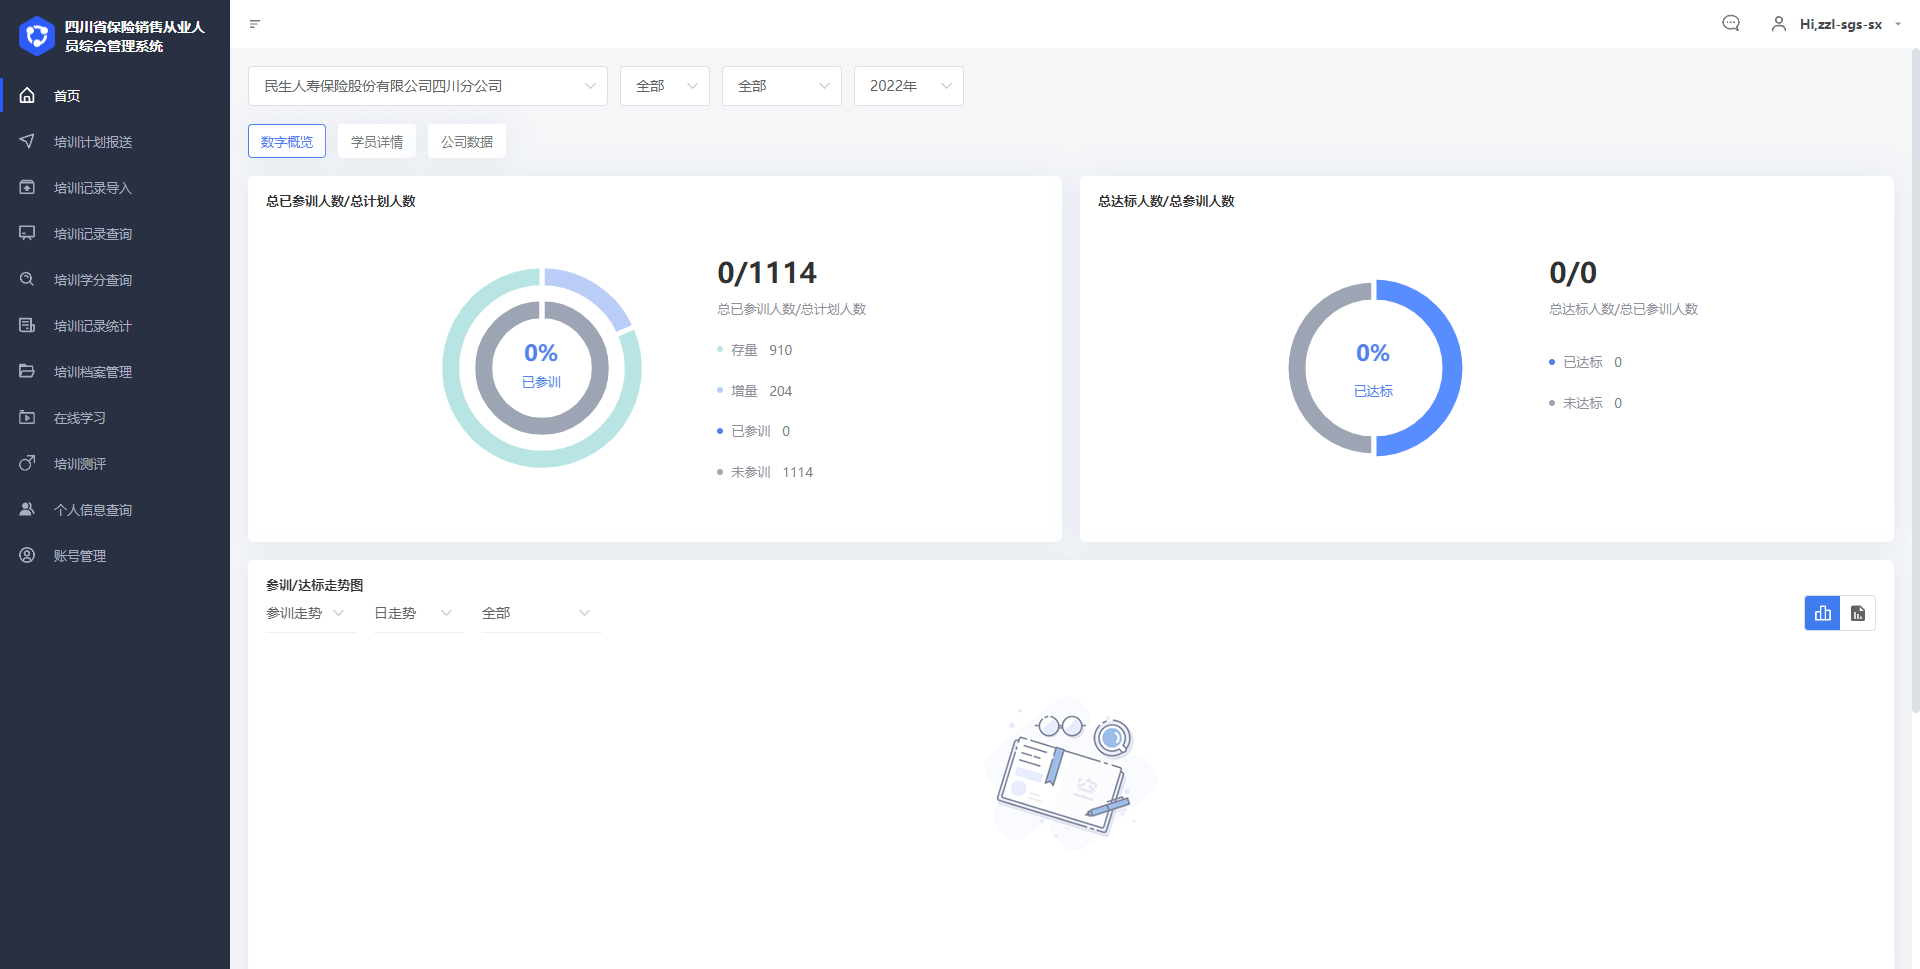 四川省保险销售从业人
员综合管理系统
首页
培训计划报送
培训记录导入
培训记录查询
培训学分查询
培训记录统计
培训档案管理
在线学习
培训测评
个人信息查询
账号管理
Hi,zzl-sgs-sx
民生人寿保险股份有限公司四川分公司
全部
全部
2022年
数字概览
学员详情
公司数据
总已参训人数/总计划人数
0%
已参训
0/1114
总已参训人数/总计划人数
存量 910
增量 204
已参训 0
未参训 1114
总达标人数/总参训人数
0%
已达标
0/0
总达标人数/总已参训人数
已达标 0
未达标 0
参训/达标走势图
参训走势
日走势
全部
空